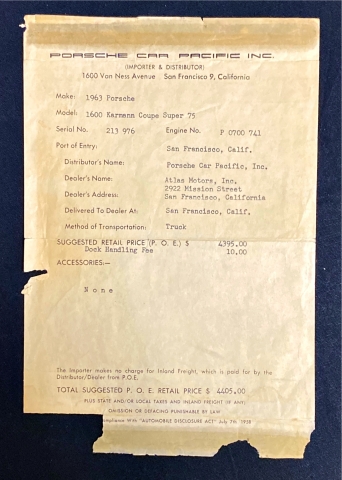 PORSCHE CAR PACIFIC INC.
(IMPORTER & DISTRIBUTOR)
1600 Van Ness Avenue San Francisco 9, California
Make: 1963 Porsche
Model: 1600 Karmann Coupe Super 75
Serial No. 213 976 Engine No. P 0700 741
Port of Entry: San Francisco, Calif.
Distributor's Name: Porsche Car Pacific, Inc.
Dealer's Name: Atlas Motors, Inc.
2922 Mission Street
Dealer's Address: San Francisco, California
Delivered To Dealer At: San Francisco, Calif.
Method of Transportation: Truck
SUGGESTED RETAIL PRICE (P. O. E.) $ 4395.00
Dock Handling Fee 10.00
ACCESSORIES:—
None
The Importer makes no charge for Inland Freight, which is paid for by the
Distributor/Dealer from P.O.E.
TOTAL SUGGESTED P. O. E. RETAIL PRICE $ 4405.00
PLUS STATE AND/OR LOCAL TAXES AND INLAND FREIGHT (IF ANY)
OMISSION OR DEFACING PUNISHABLE BY LAW
mpliance With "AUTOMOBILE DISCLOSURE ACT" July 7th, 1958